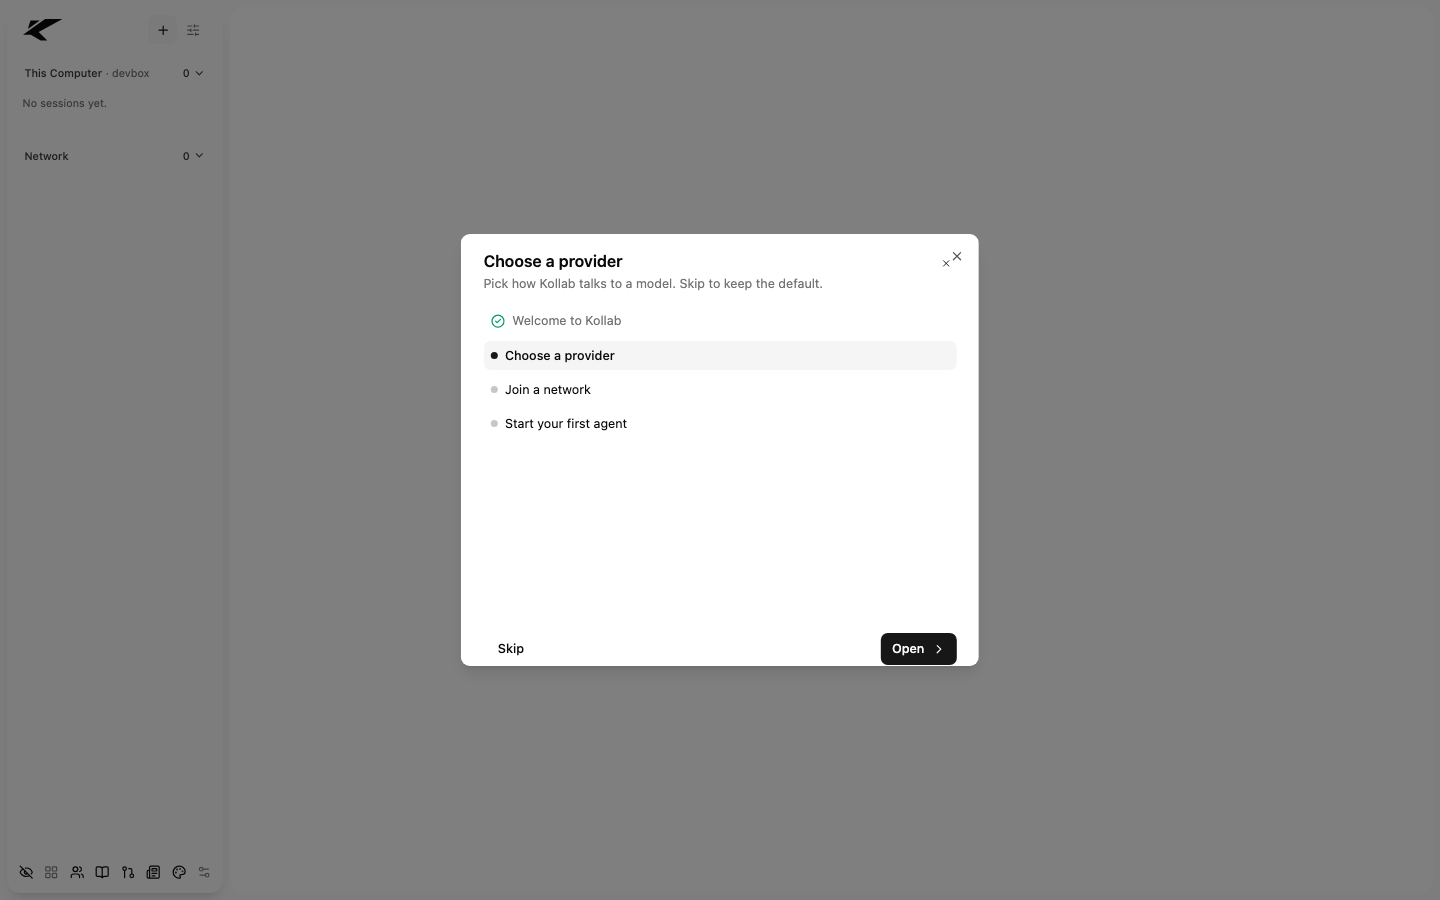 This Computer · devbox 0
No sessions yet.
Network 0
Choose a provider
Pick how Kollab talks to a model. Skip to keep the default.
Welcome to Kollab
Choose a provider
Join a network
Start your first agent
Skip Open